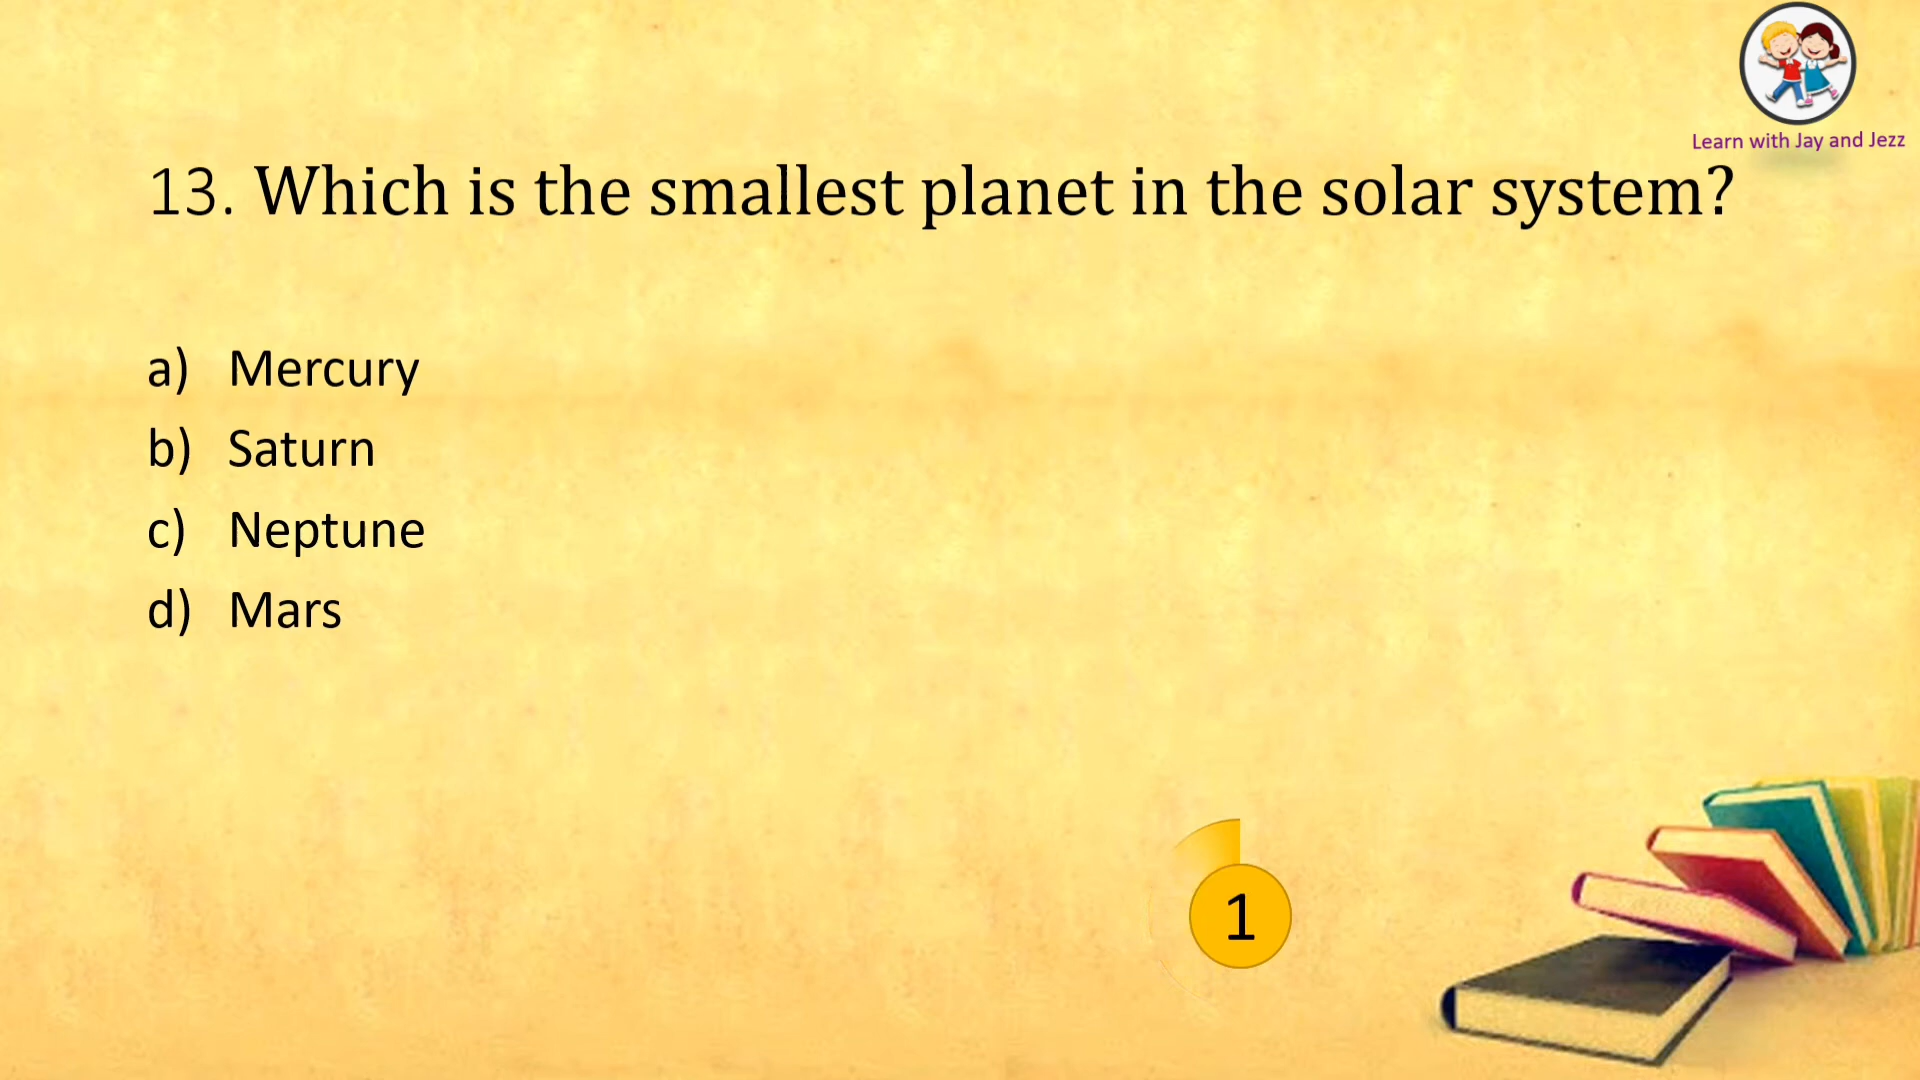 Learn with Jay and Jezz
13. Which is the smallest planet in the solar system?
a) Mercury
b) Saturn
c) Neptune
d) Mars
1